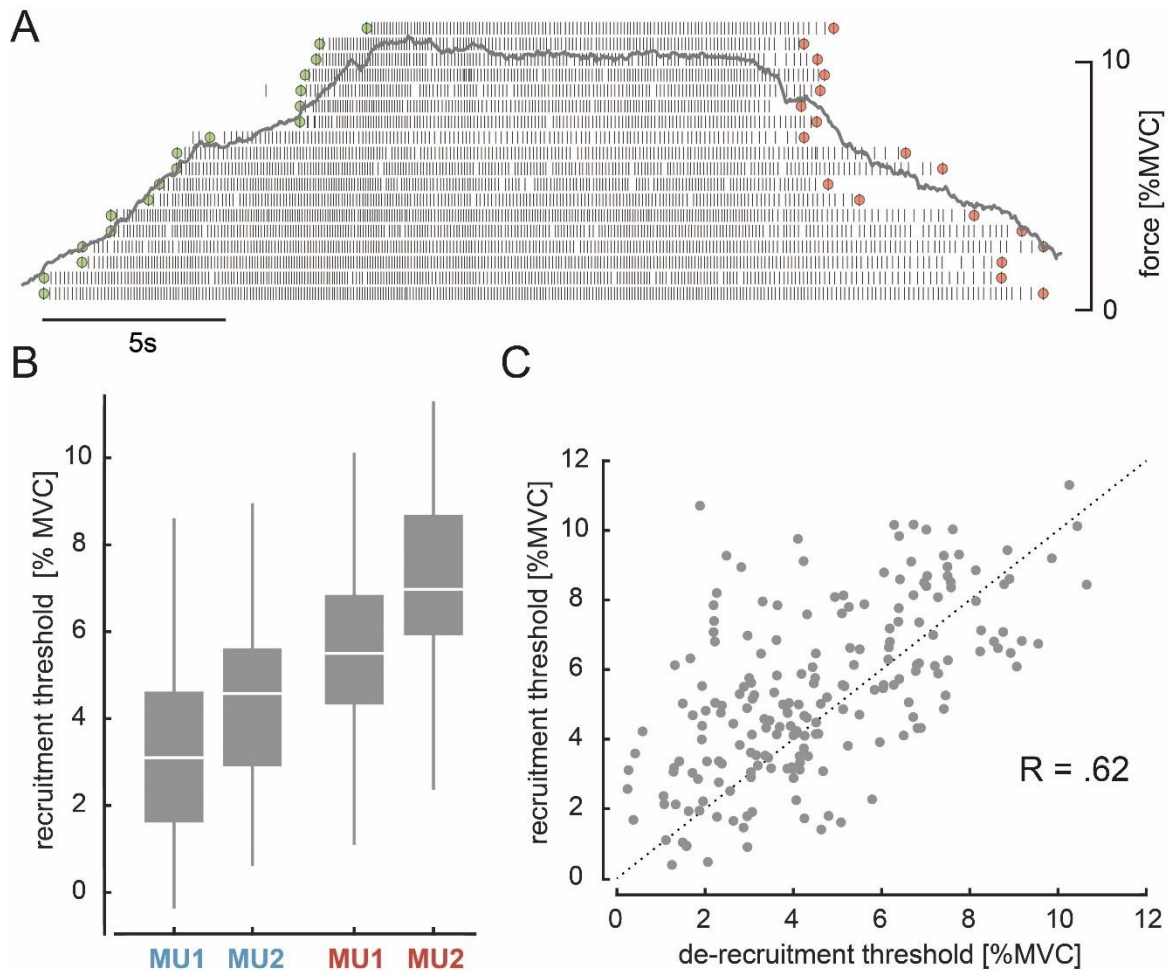 A
10
force [%MVC]
0
5s
B
C
recruitment threshold [% MVC]
10
8
6
4
2
0
MU1 MU2 MU1 MU2
recruitment threshold [%MVC]
12
10
8
6
4
2
0
R = .62
0 2 4 6 8 10 12
de-recruitment threshold [%MVC]